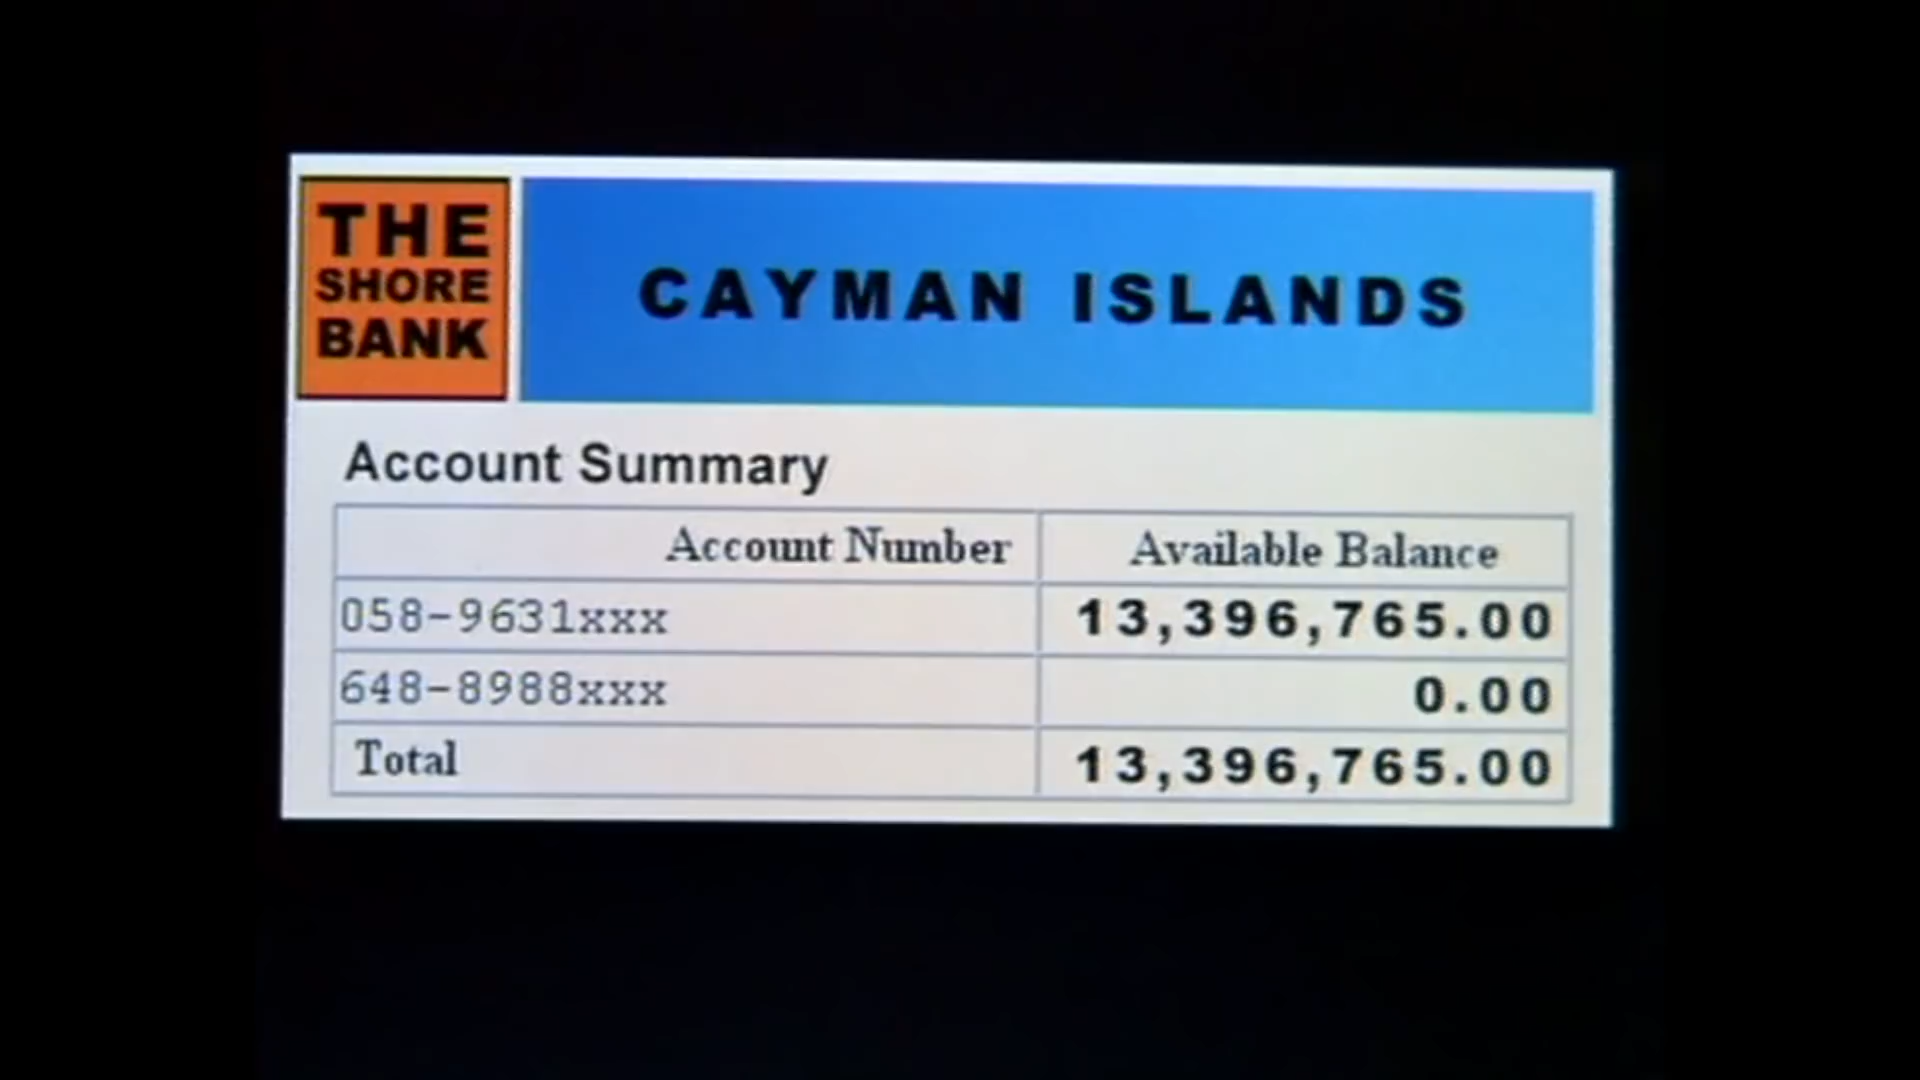 THE
SHORE
BANK
CAYMAN ISLANDS
Account Summary
Account Number Available Balance
058-9631xxx 13,396,765.00
648-8988xxx 0.00
Total 13,396,765.00